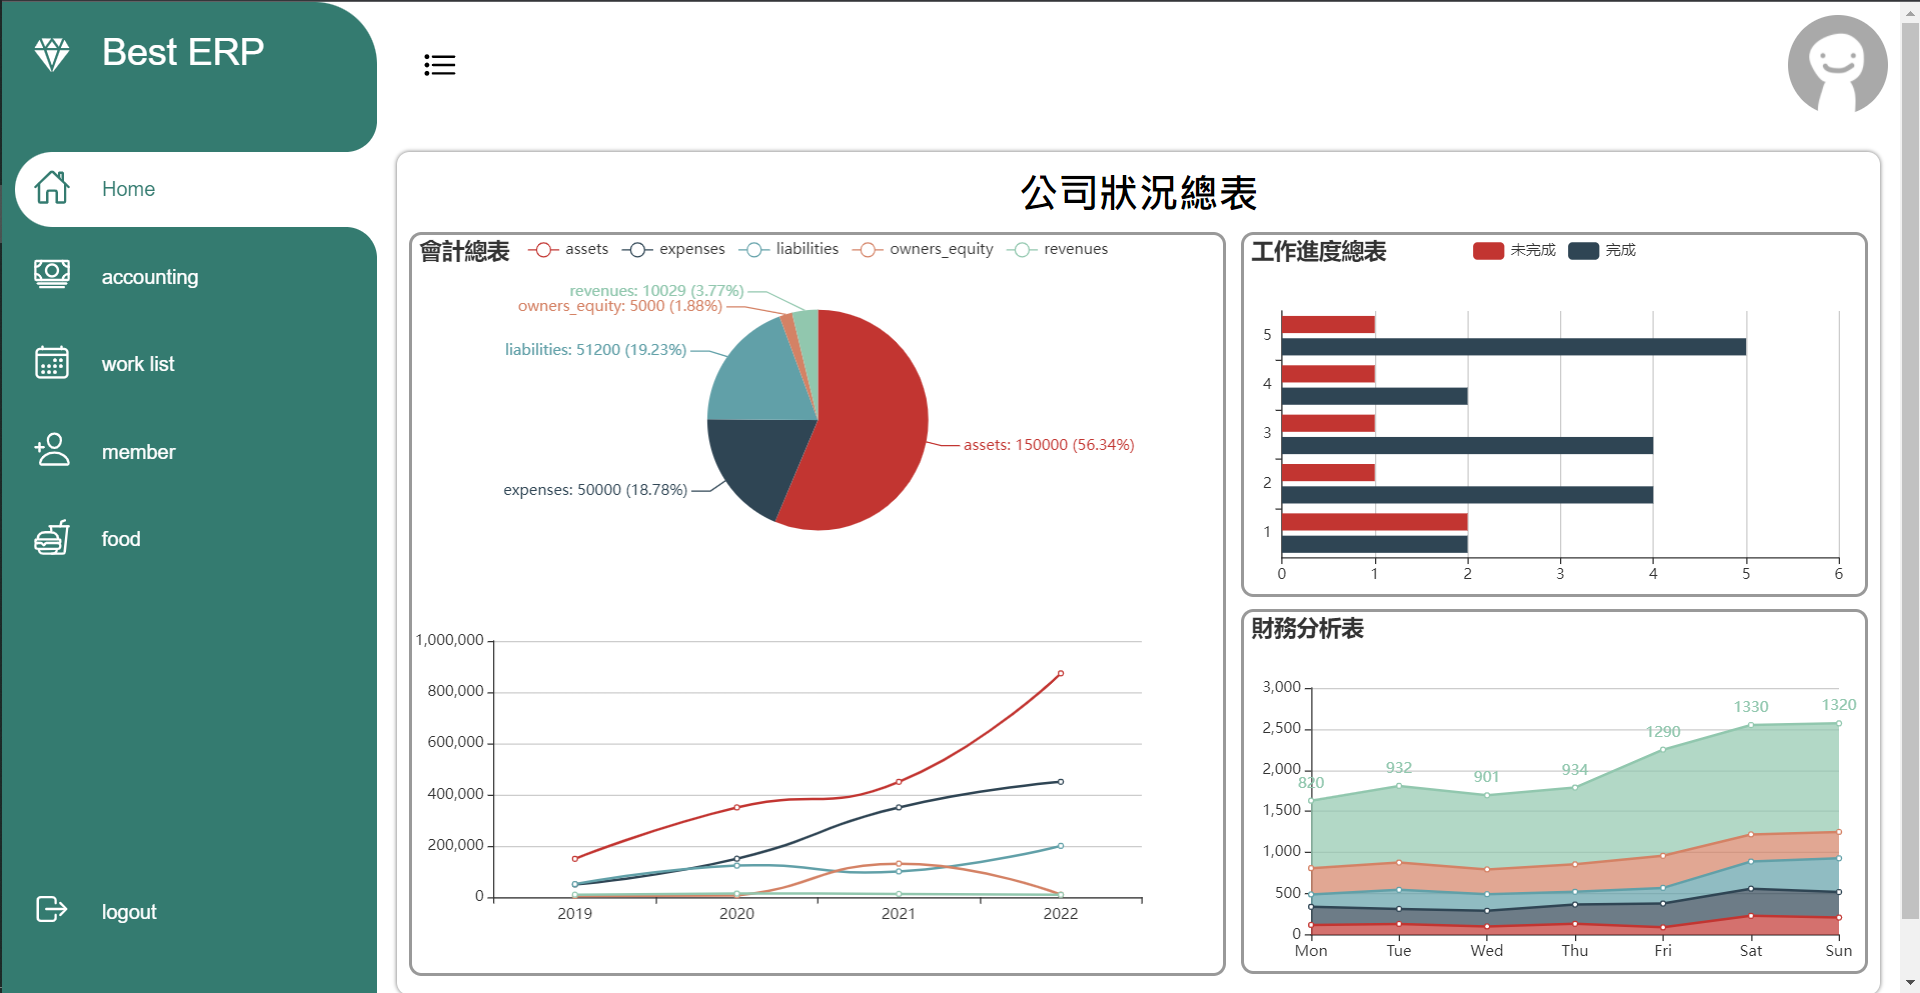 Best ERP
Home
accounting
work list
member
food
logout
公司狀況總表
會計總表
assets expenses liabilities owners_equity revenues
revenues: 10029 (3.77%)
owners_equity: 5000 (1.88%)
liabilities: 51200 (19.23%)
assets: 150000 (56.34%)
expenses: 50000 (18.78%)
1,000,000
800,000
600,000
400,000
200,000
0
2019 2020 2021 2022
工作進度總表
未完成 完成
5
4
3
2
1
0 1 2 3 4 5 6
財務分析表
3,000
2,500
2,000
1,500
1,000
500
0
820 932 901 934 1290 1330 1320
Mon Tue Wed Thu Fri Sat Sun